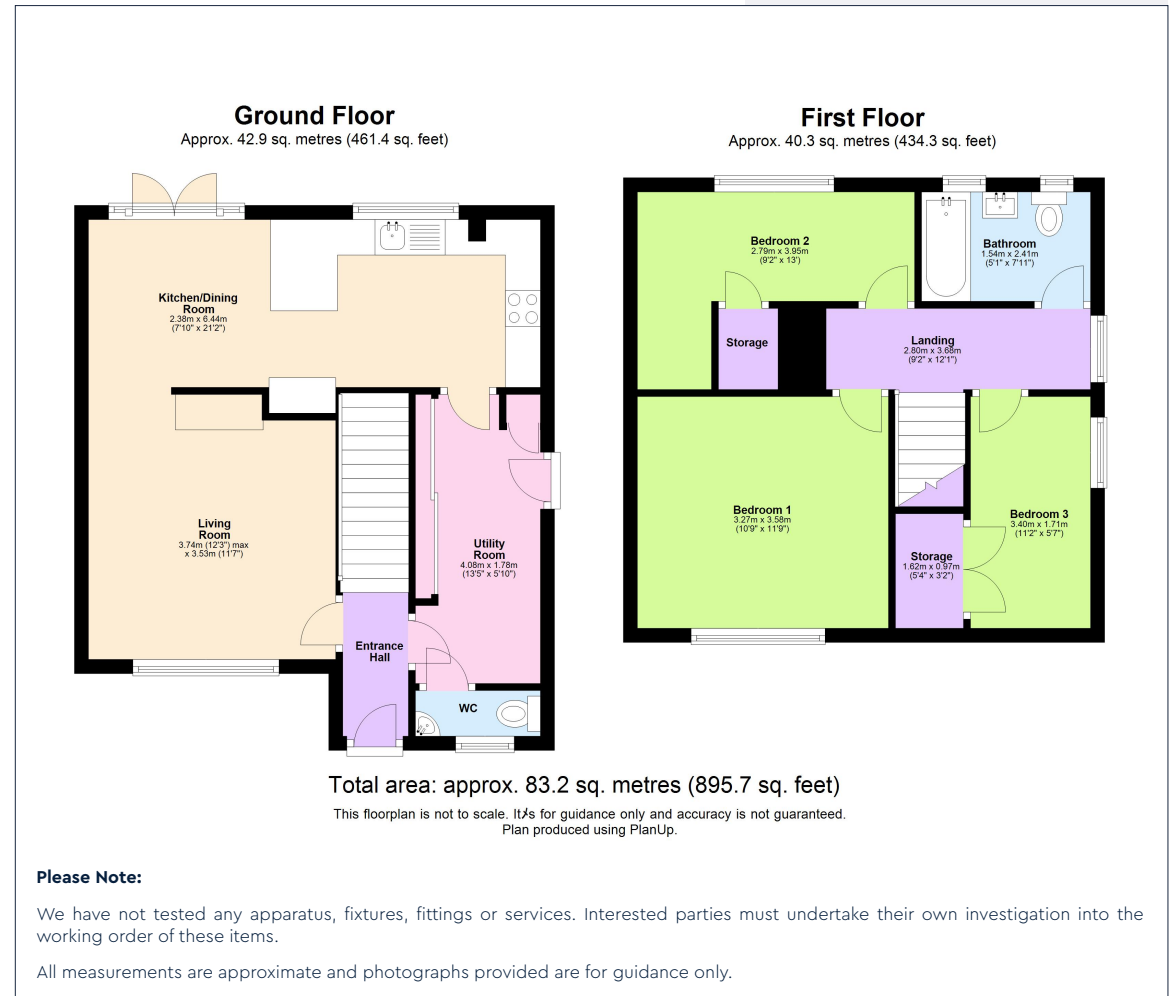 Ground Floor
Approx. 42.9 sq. metres (461.4 sq. feet)
Kitchen/Dining
Room
2.38m x 6.44m
(7'10" x 21'2")
Living
Room
3.74m (12'3") max
x 3.53m (11'7")
Utility
Room
4.08m x 1.78m
(13'5" x 5'10")
Entrance
Hall
WC
First Floor
Approx. 40.3 sq. metres (434.3 sq. feet)
Bedroom 2
2.79m x 3.95m
(9'2" x 13')
Bathroom
1.54m x 2.41m
(5'1" x 7'11")
Storage
Landing
2.80m x 3.68m
(9'2" x 12'1")
Bedroom 1
3.27m x 3.58m
(10'9" x 11'9")
Bedroom 3
3.40m x 1.71m
(11'2" x 5'7")
Storage
1.62m x 0.97m
(5'4" x 3'2")
Total area: approx. 83.2 sq. metres (895.7 sq. feet)
This floorplan is not to scale. It's for guidance only and accuracy is not guaranteed.
Plan produced using PlanUp.
Please Note:
We have not tested any apparatus, fixtures, fittings or services. Interested parties must undertake their own investigation into the
working order of these items.
All measurements are approximate and photographs provided are for guidance only.